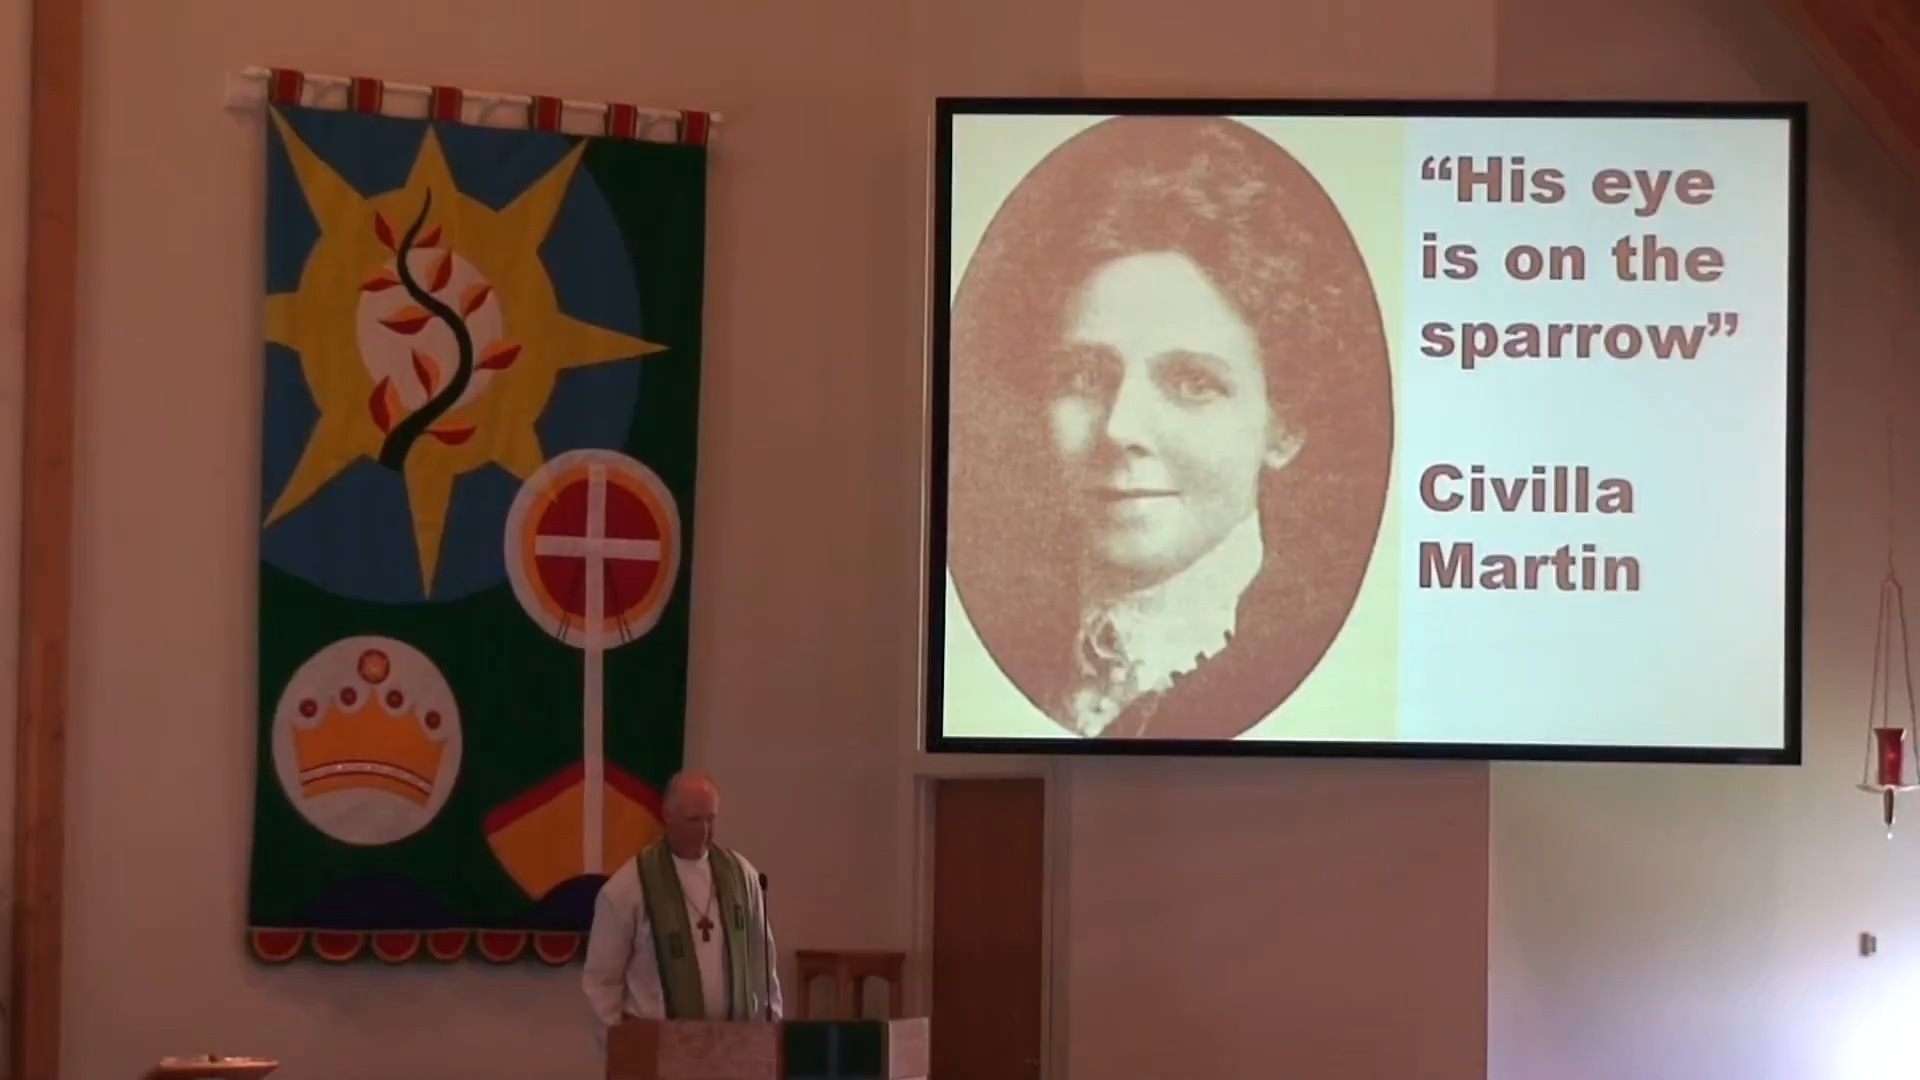 “His eye
is on the
sparrow”
Civilla
Martin